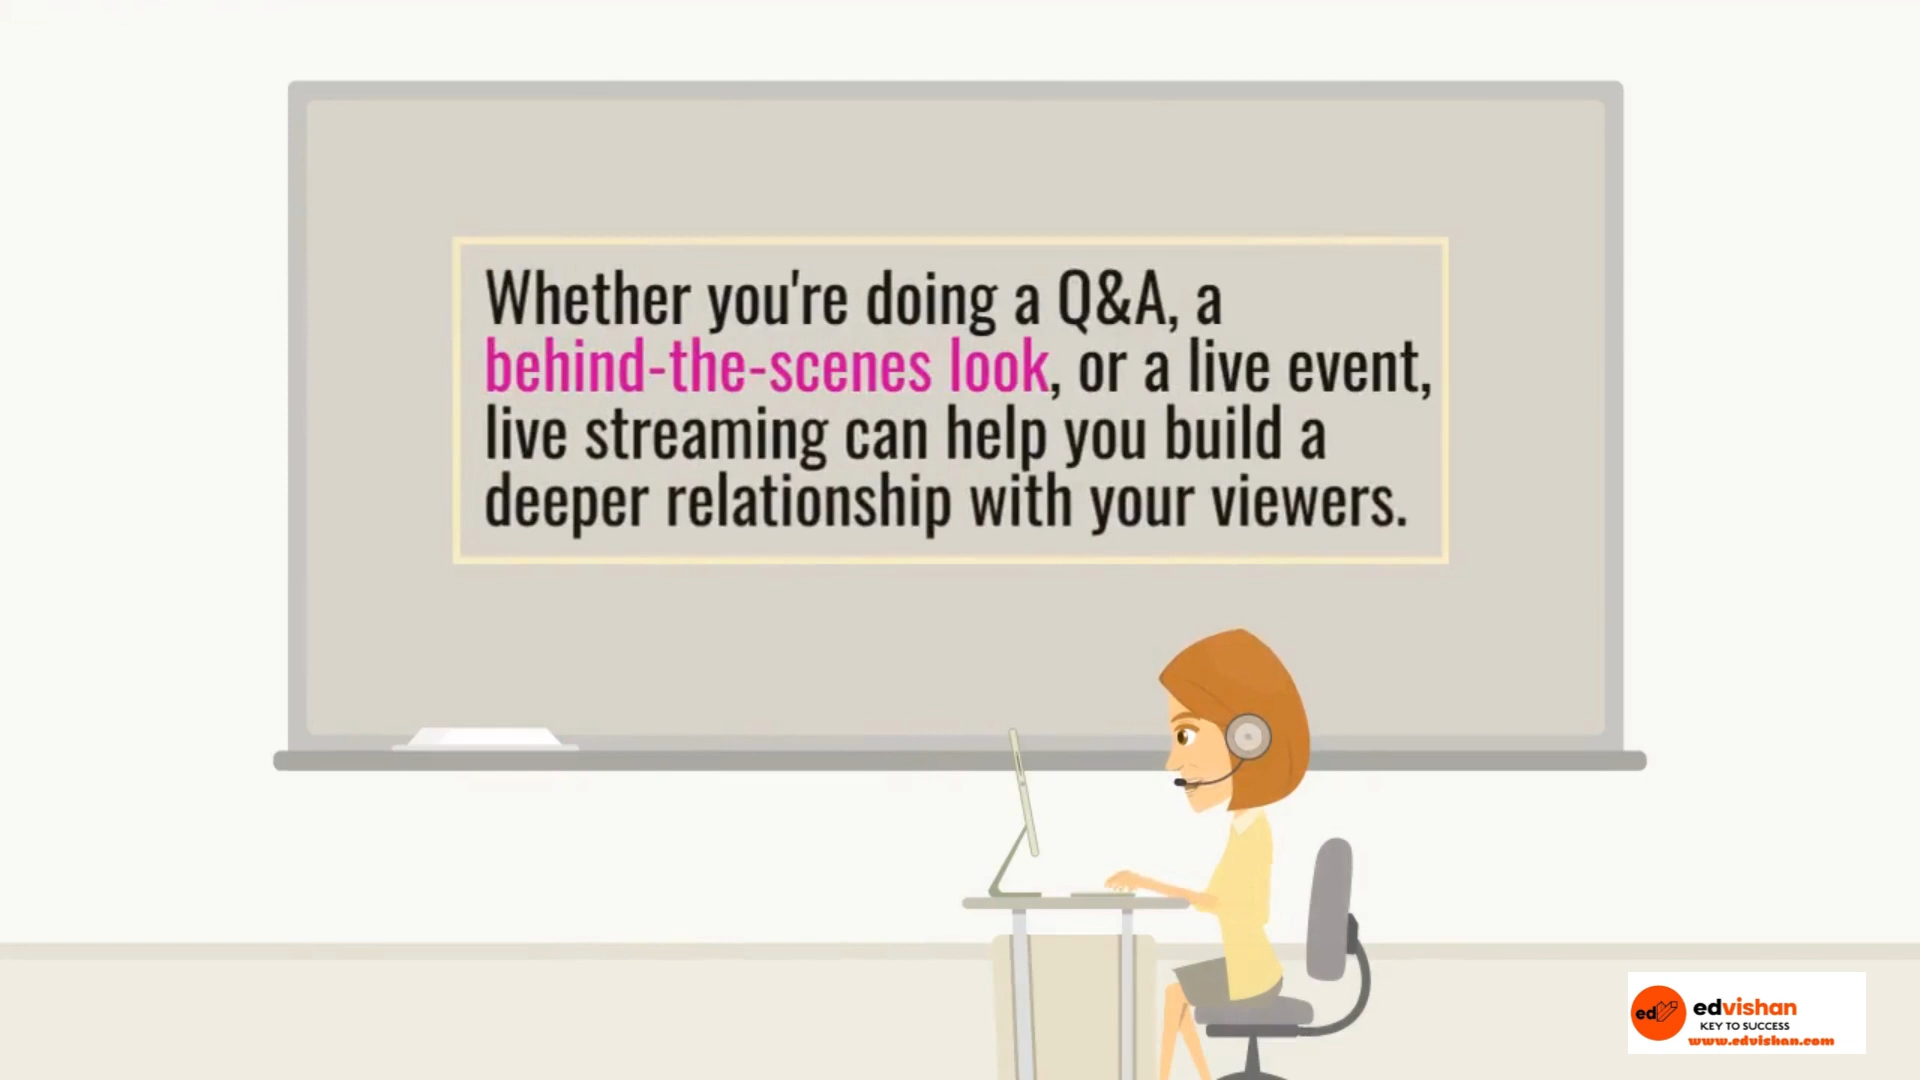 Whether you're doing a Q&A, a
behind-the-scenes look, or a live event,
live streaming can help you build a
deeper relationship with your viewers.
ed
edvishan
KEY TO SUCCESS
www.edvishan.com